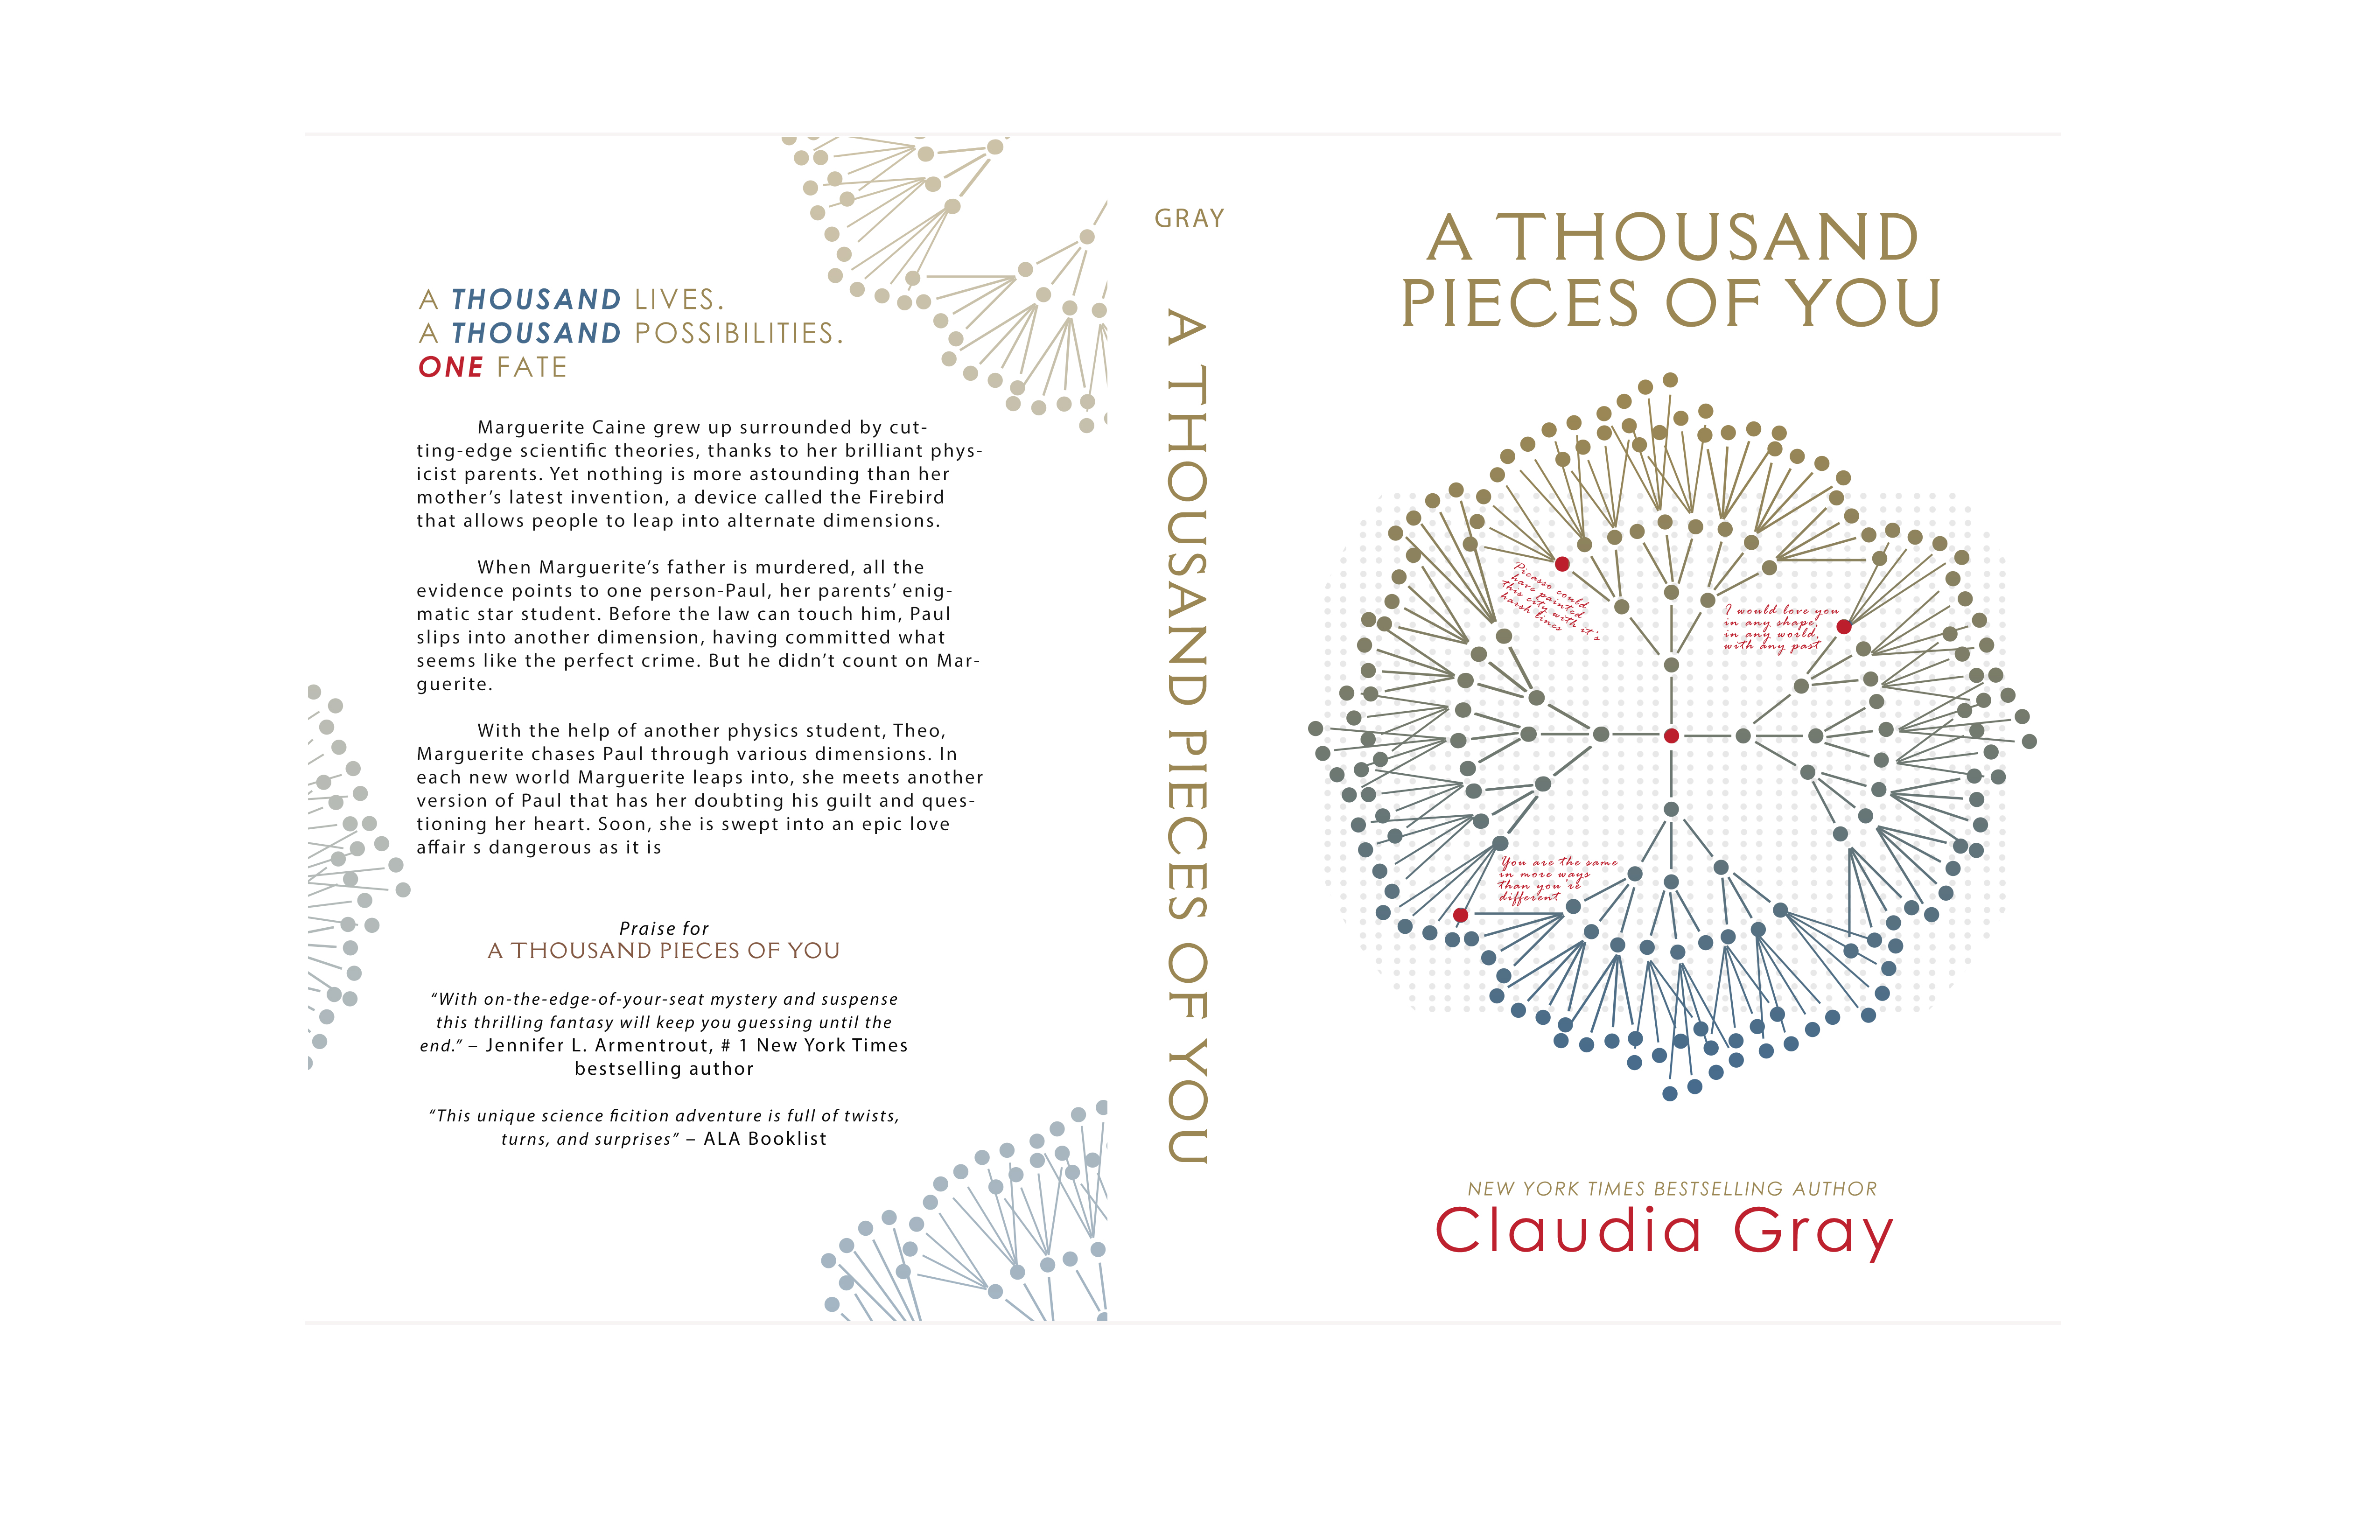 A THOUSAND LIVES.
A THOUSAND POSSIBILITIES.
ONE FATE
Marguerite Caine grew up surrounded by cut-
ting-edge scientific theories, thanks to her brilliant phys-
icist parents. Yet nothing is more astounding than her
mother’s latest invention, a device called the Firebird
that allows people to leap into alternate dimensions.
When Marguerite’s father is murdered, all the
evidence points to one person-Paul, her parents’ enig-
matic star student. Before the law can touch him, Paul
slips into another dimension, having committed what
seems like the perfect crime. But he didn’t count on Mar-
guerite.
With the help of another physics student, Theo,
Marguerite chases Paul through various dimensions. In
each new world Marguerite leaps into, she meets another
version of Paul that has her doubting his guilt and ques-
tioning her heart. Soon, she is swept into an epic love
affair s dangerous as it is
Praise for
A THOUSAND PIECES OF YOU
“With on-the-edge-of-your-seat mystery and suspense
this thrilling fantasy will keep you guessing until the
end.” – Jennifer L. Armentrout, # 1 New York Times
bestselling author
“This unique science ficition adventure is full of twists,
turns, and surprises” – ALA Booklist
GRAY
A THOUSAND PIECES OF YOU
A THOUSAND
PIECES OF YOU
Picasso could
have painted
this city with it's
harsh lines
I would love you
in any shape,
in any world,
with any past
You are the same
in more ways
than you're
different
NEW YORK TIMES BESTSELLING AUTHOR
Claudia Gray